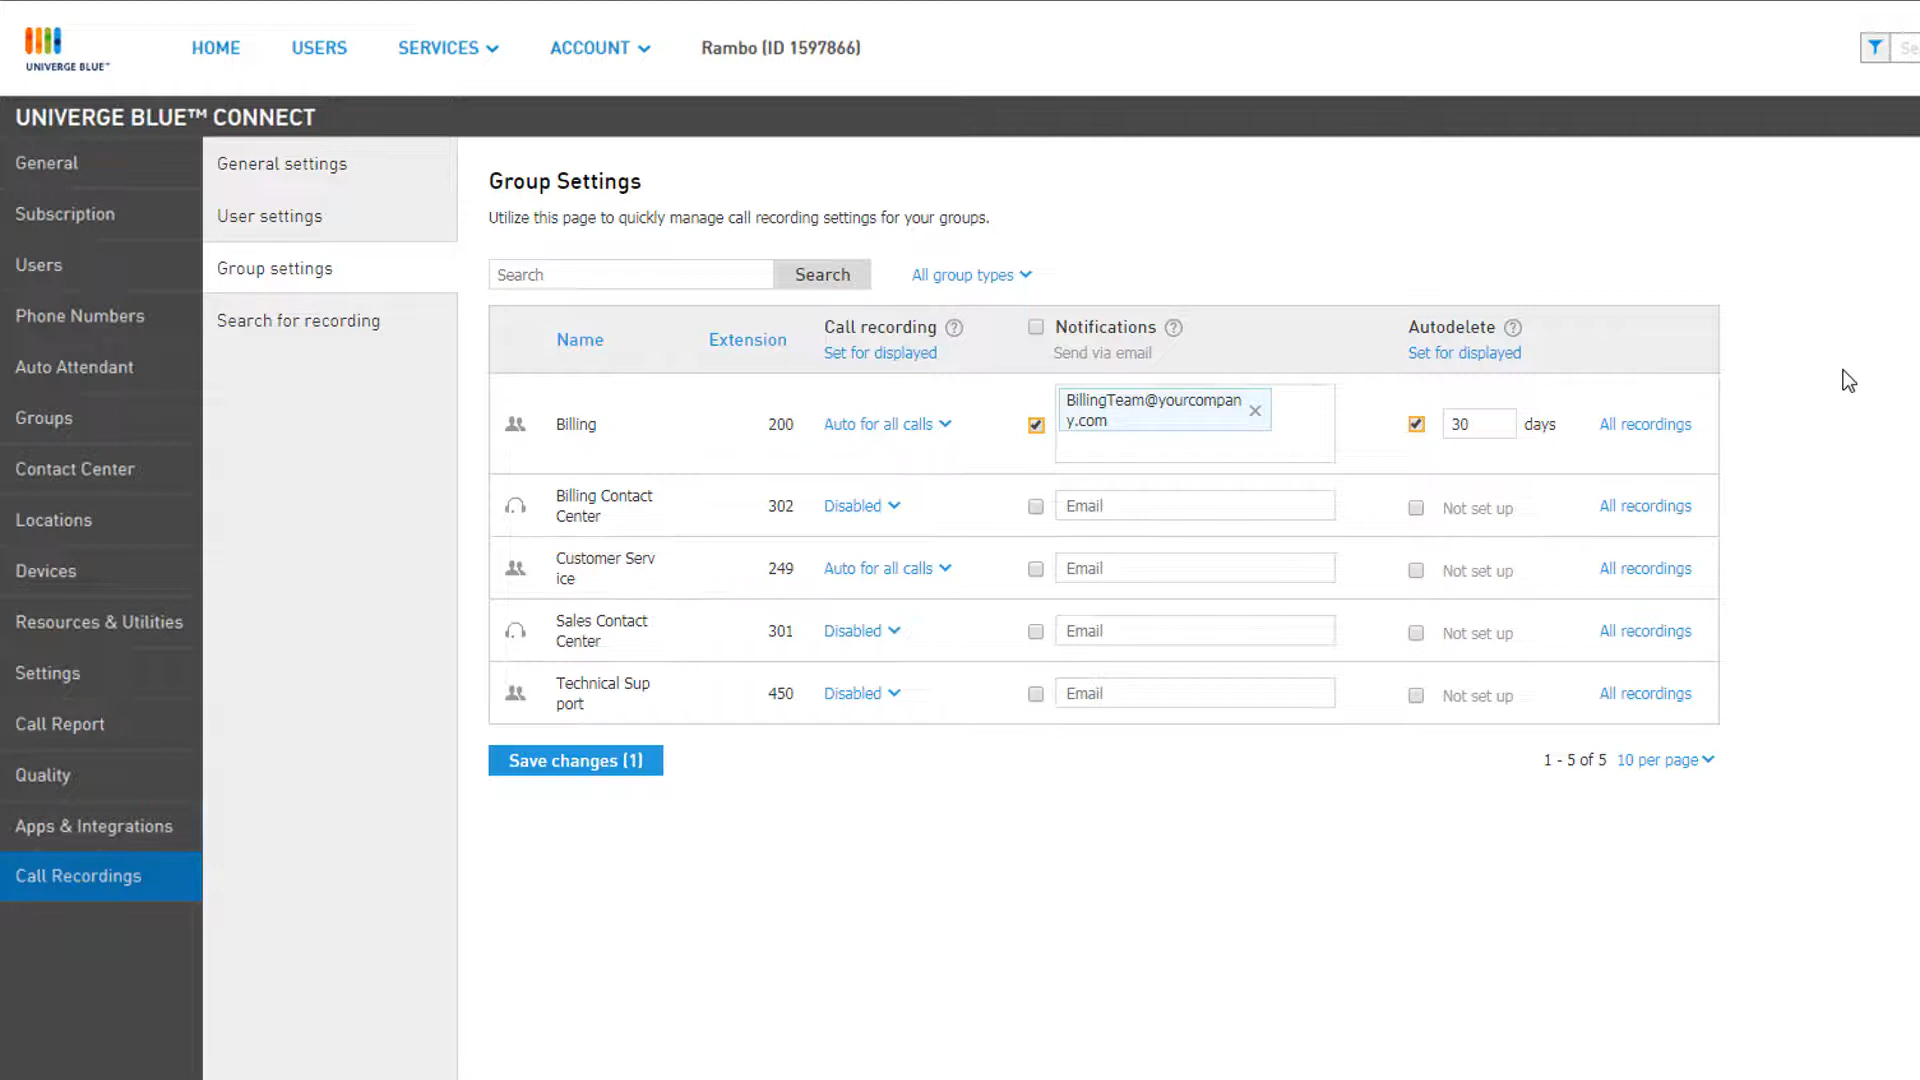 UNIVERGE BLUE™
HOME
USERS
SERVICES
ACCOUNT
Rambo (ID 1597866)
UNIVERGE BLUE™ CONNECT
General
Subscription
Users
Phone Numbers
Auto Attendant
Groups
Contact Center
Locations
Devices
Resources & Utilities
Settings
Call Report
Quality
Apps & Integrations
Call Recordings
General settings
User settings
Group settings
Search for recording
Group Settings
Utilize this page to quickly manage call recording settings for your groups.
Search
Search
All group types
Name
Extension
Call recording ?
Set for displayed
Notifications ?
Send via email
Autodelete ?
Set for displayed
Billing
200
Auto for all calls
BillingTeam@yourcompan
y.com
30
days
All recordings
Billing Contact
Center
302
Disabled
Email
Not set up
All recordings
Customer Serv
ice
249
Auto for all calls
Email
Not set up
All recordings
Sales Contact
Center
301
Disabled
Email
Not set up
All recordings
Technical Sup
port
450
Disabled
Email
Not set up
All recordings
Save changes (1)
1 - 5 of 5
10 per page